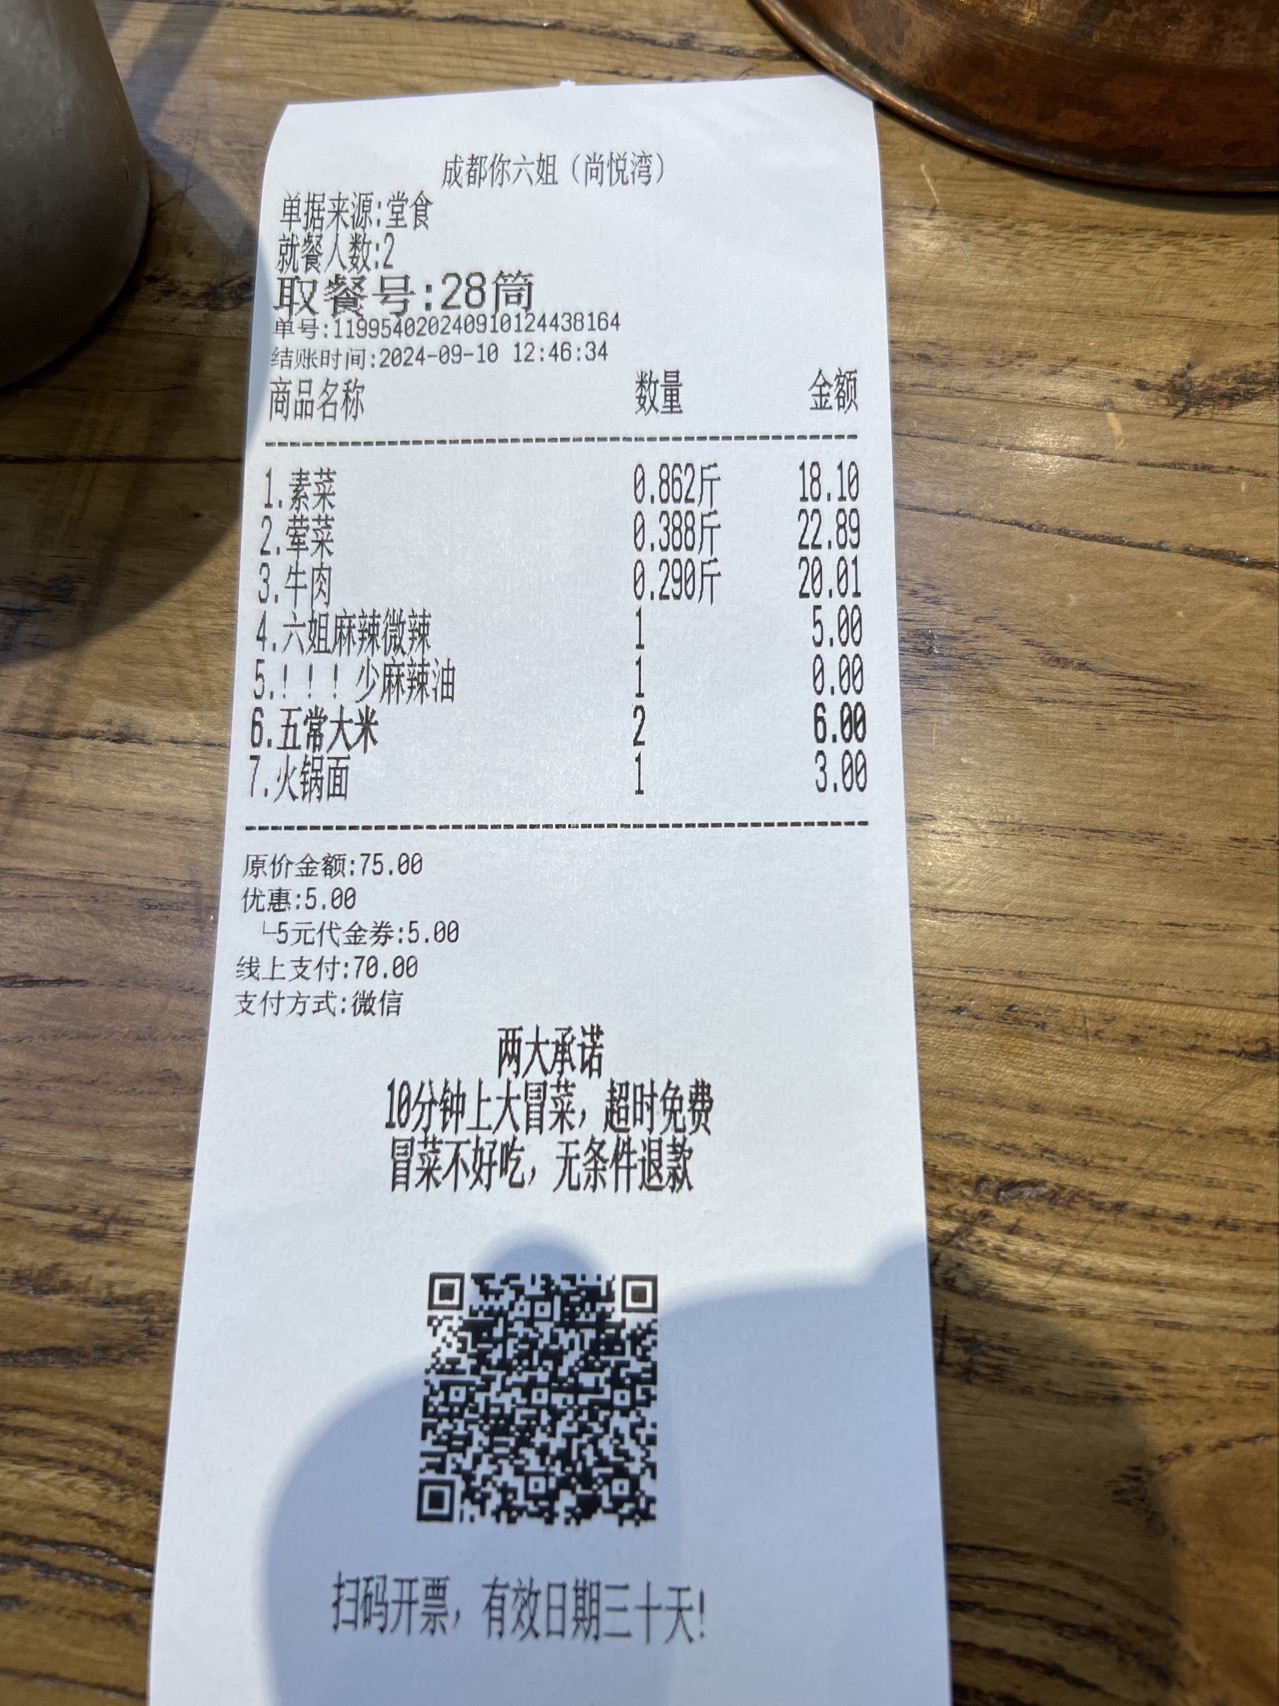 成都你六姐（尚悦湾）
单据来源:堂食
就餐人数:2
取餐号:28筒
单号:11995402024091012443​8164
结账时间:2024-09-10 12:46:34
商品名称 数量 金额
1.素菜 0.862斤 18.10
2.荤菜 0.388斤 22.89
3.牛肉 0.290斤 20.01
4.六姐麻辣微辣 1 5.00
5.！！！少麻辣油 1 0.00
6.五常大米 2 6.00
7.火锅面 1 3.00
原价金额:75.00
优惠:5.00
└5元代金券:5.00
线上支付:70.00
支付方式:微信
两大承诺
10分钟上大冒菜，超时免费
冒菜不好吃，无条件退款
扫码开票，有效日期三十天!